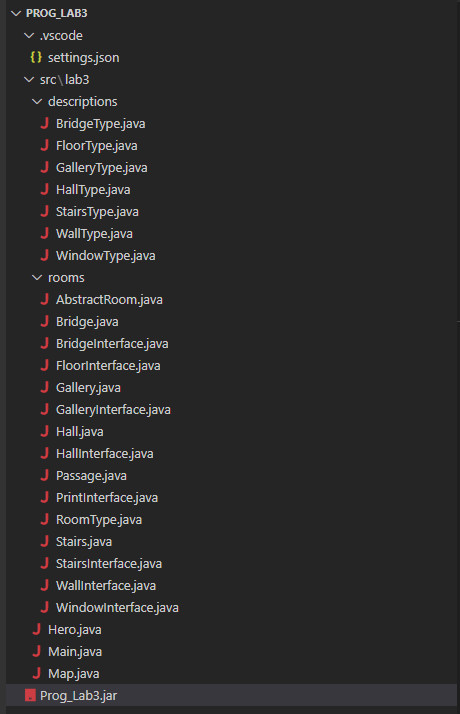 PROG_LAB3
.vscode
{} settings.json
src\lab3
descriptions
J BridgeType.java
J FloorType.java
J GalleryType.java
J HallType.java
J StairsType.java
J WallType.java
J WindowType.java
rooms
J AbstractRoom.java
J Bridge.java
J BridgeInterface.java
J FloorInterface.java
J Gallery.java
J GalleryInterface.java
J Hall.java
J HallInterface.java
J Passage.java
J PrintInterface.java
J RoomType.java
J Stairs.java
J StairsInterface.java
J WallInterface.java
J WindowInterface.java
J Hero.java
J Main.java
J Map.java
Prog_Lab3.jar